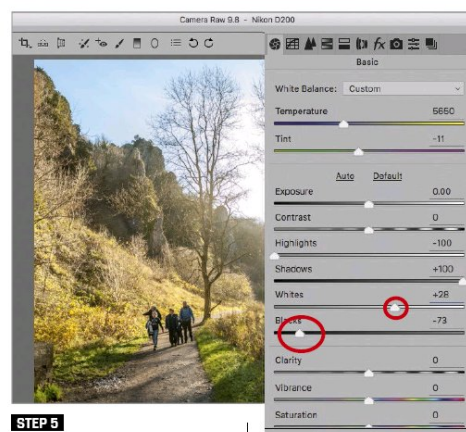 Camera Raw 9.8 - Nikon D200
fx
Basic
White Balance: Custom
Temperature 5650
Tint -11
Auto Default
Exposure 0.00
Contrast 0
Highlights -100
Shadows +100
Whites +28
Blacks -73
Clarity 0
Vibrance 0
Saturation 0
STEP 5